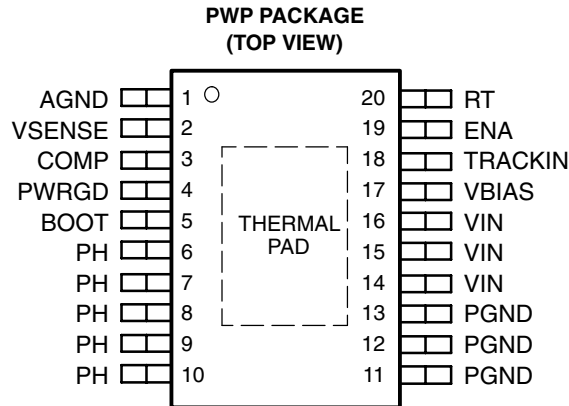 PWP PACKAGE
(TOP VIEW)
AGND 1 20 RT
VSENSE 2 19 ENA
COMP 3 18 TRACKIN
PWRGD 4 17 VBIAS
BOOT 5 16 VIN
PH 6 15 VIN
PH 7 14 VIN
PH 8 13 PGND
PH 9 12 PGND
PH 10 11 PGND
THERMAL
PAD